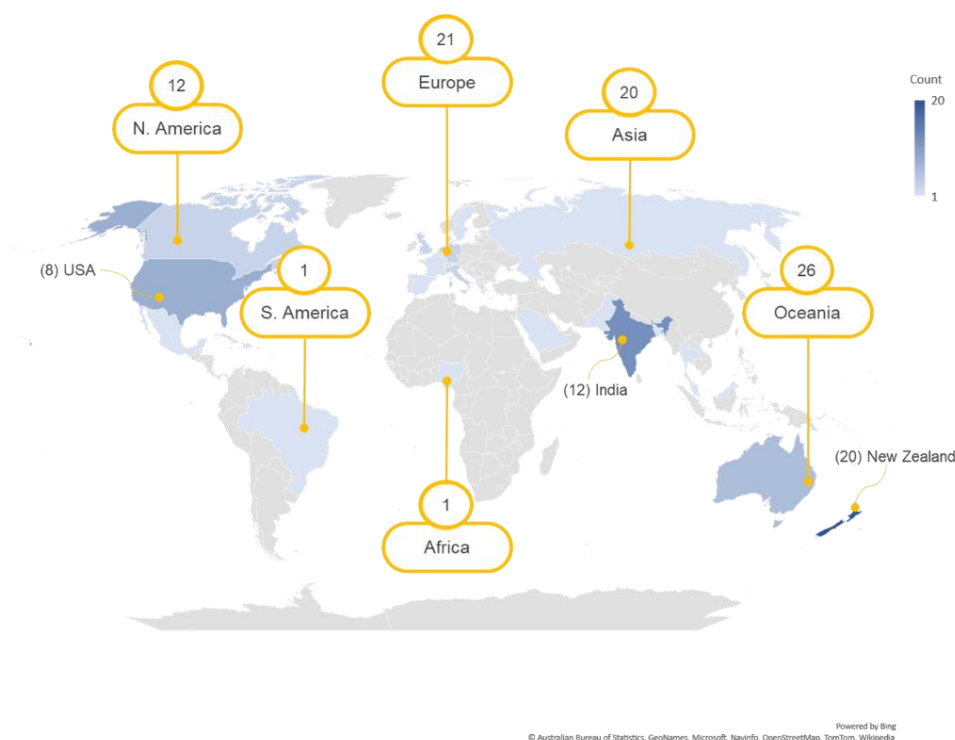 21
Europe
12
N. America
20
Asia
Count
20
1
(8) USA
1
S. America
26
Oceania
(12) India
(20) New Zealand
1
Africa
Powered by Bing
© Australian Bureau of Statistics, GeoNames, Microsoft, Navinfo, OpenStreetMap, TomTom, Wikipedia